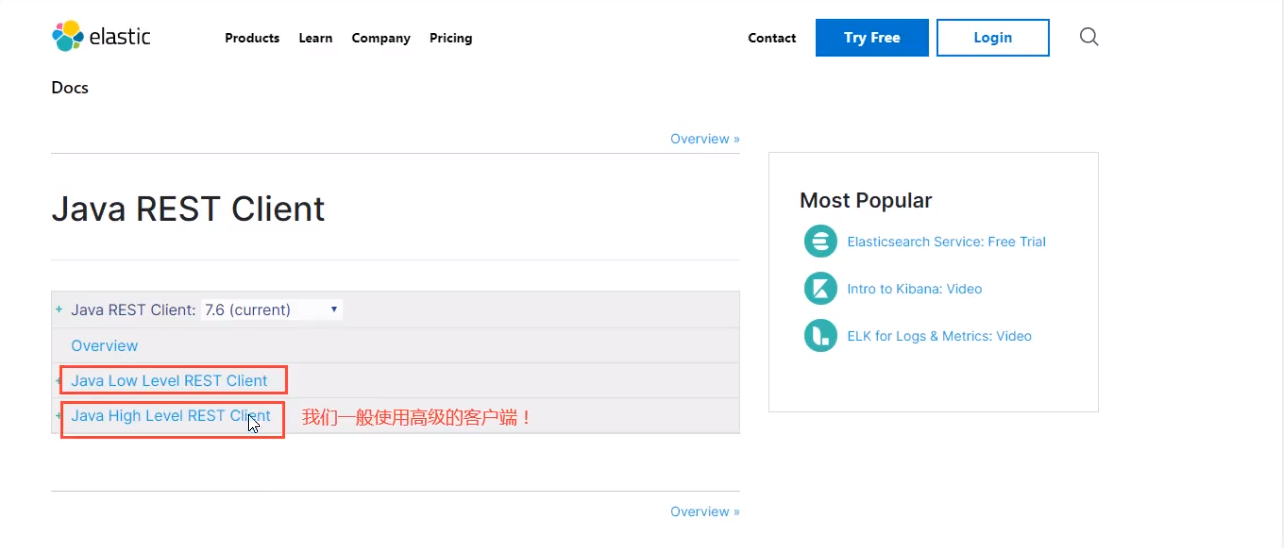 elastic
Products Learn Company Pricing
Contact Try Free Login
Docs
Overview »
Java REST Client
Java REST Client: 7.6 (current)
Overview
Java Low Level REST Client
Java High Level REST Client 我们一般使用高级的客户端！
Overview »
Most Popular
Elasticsearch Service: Free Trial
Intro to Kibana: Video
ELK for Logs & Metrics: Video